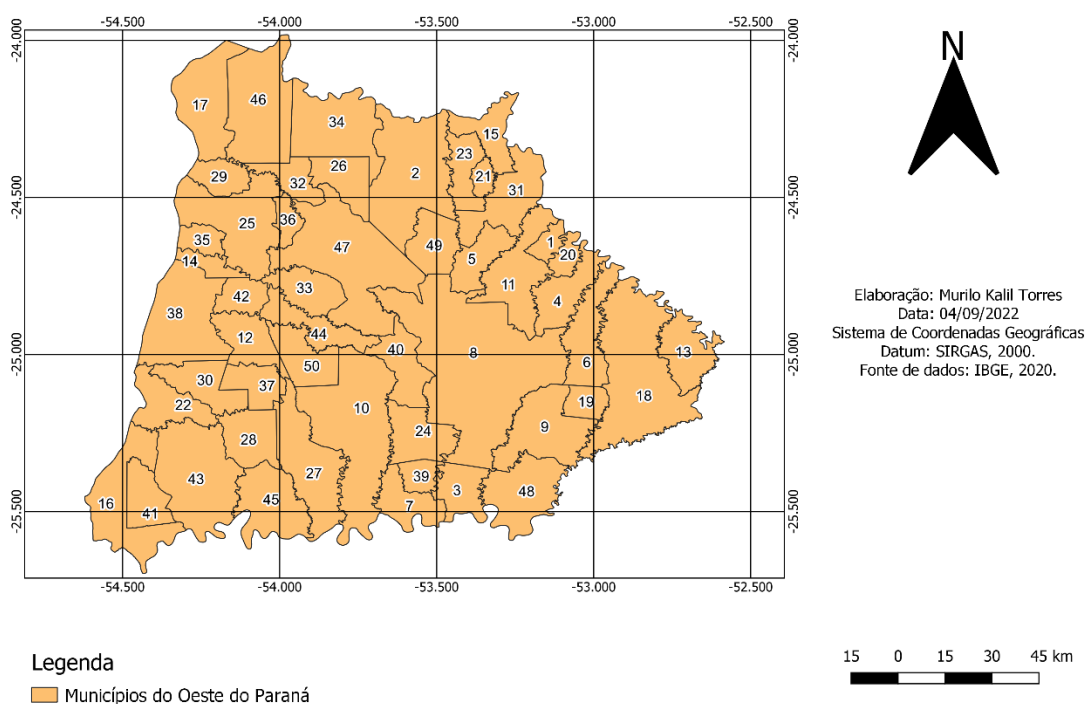 -54.500 -54.000 -53.500 -53.000 -52.500
-24.000 -24.000
N
17 46 34 15
23
26 2
29 32 21 31
-24.500 -24.500
25 36
35 47 49 1
14 5 20
33 11
42 4
38
12 44 40
-25.000 8 13 -25.000
50 6
30 37
22 10 19 18
24 9
28
43 27 39
16 45 3 48
41 7
-25.500 -25.500
-54.500 -54.000 -53.500 -53.000 -52.500
Elaboração: Murilo Kalil Torres
Data: 04/09/2022
Sistema de Coordenadas Geográficas
Datum: SIRGAS, 2000.
Fonte de dados: IBGE, 2020.
Legenda
Municípios do Oeste do Paraná
15 0 15 30 45 km